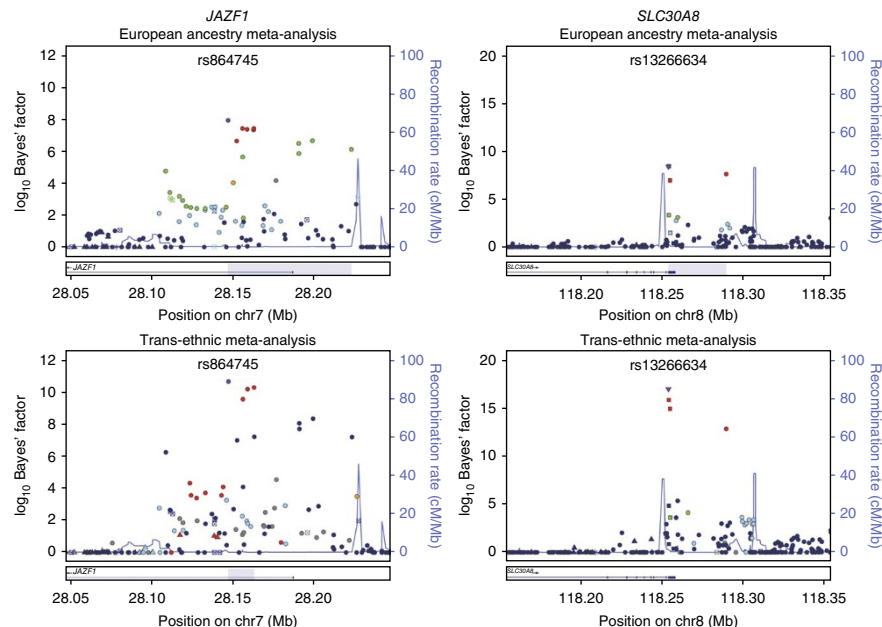 JAZF1
European ancestry meta-analysis
rs864745
log10 Bayes' factor
12
10
8
6
4
2
0
100
80
60
40
20
0
Recombination rate (cM/Mb)
JAZF1
28.05
28.10
28.15
28.20
Position on chr7 (Mb)
SLC30A8
European ancestry meta-analysis
rs13266634
log10 Bayes' factor
20
15
10
5
0
100
80
60
40
20
0
Recombination rate (cM/Mb)
SLC30A8
118.20
118.25
118.30
118.35
Position on chr8 (Mb)
Trans-ethnic meta-analysis
rs864745
log10 Bayes' factor
12
10
8
6
4
2
0
100
80
60
40
20
0
Recombination rate (cM/Mb)
JAZF1
28.05
28.10
28.15
28.20
Position on chr7 (Mb)
Trans-ethnic meta-analysis
rs13266634
log10 Bayes' factor
20
15
10
5
0
100
80
60
40
20
0
Recombination rate (cM/Mb)
SLC30A8
118.20
118.25
118.30
118.35
Position on chr8 (Mb)